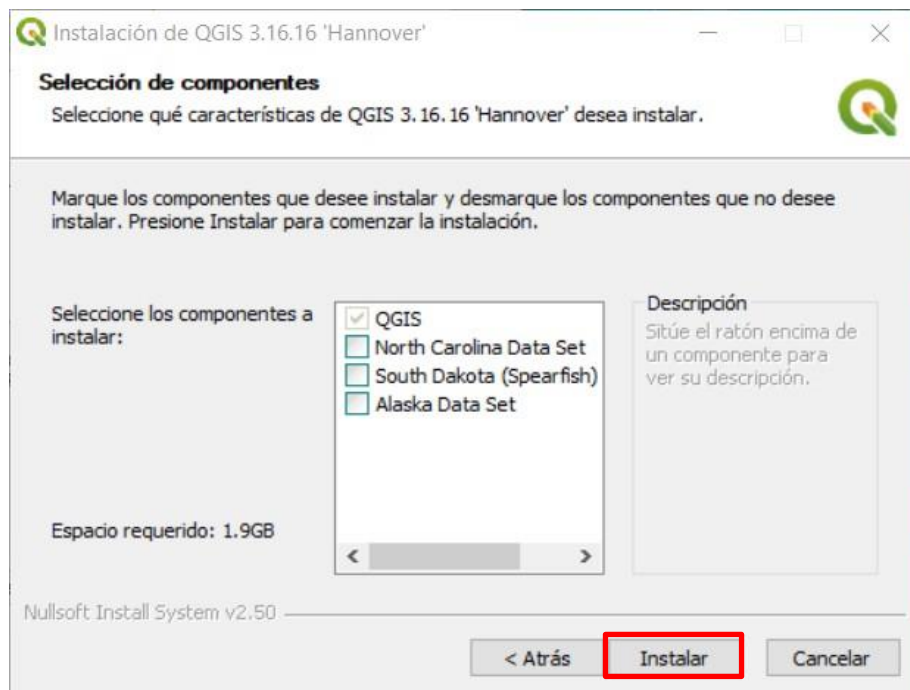 Instalación de QGIS 3.16.16 'Hannover'
Selección de componentes
Seleccione qué características de QGIS 3.16.16 'Hannover' desea instalar.
Marque los componentes que desee instalar y desmarque los componentes que no desee
instalar. Presione Instalar para comenzar la instalación.
Seleccione los componentes a
instalar:
QGIS
North Carolina Data Set
South Dakota (Spearfish)
Alaska Data Set
Descripción
Sitúe el ratón encima de
un componente para
ver su descripción.
Espacio requerido: 1.9GB
Nullsoft Install System v2.50
< Atrás
Instalar
Cancelar